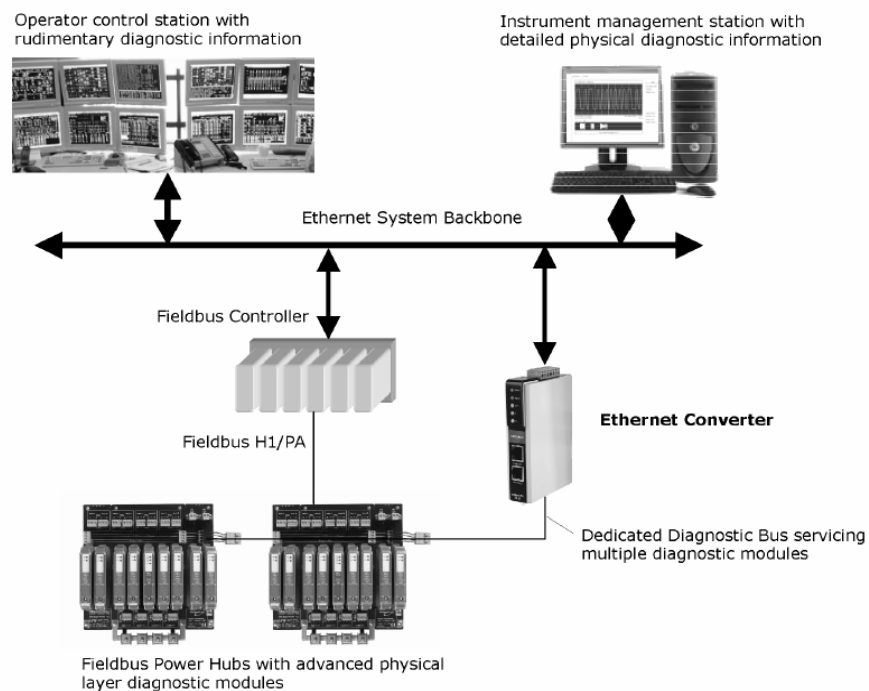 Operator control station with
rudimentary diagnostic information
Instrument management station with
detailed physical diagnostic information
Ethernet System Backbone
Fieldbus Controller
Ethernet Converter
Fieldbus H1/PA
Dedicated Diagnostic Bus servicing
multiple diagnostic modules
Fieldbus Power Hubs with advanced physical
layer diagnostic modules